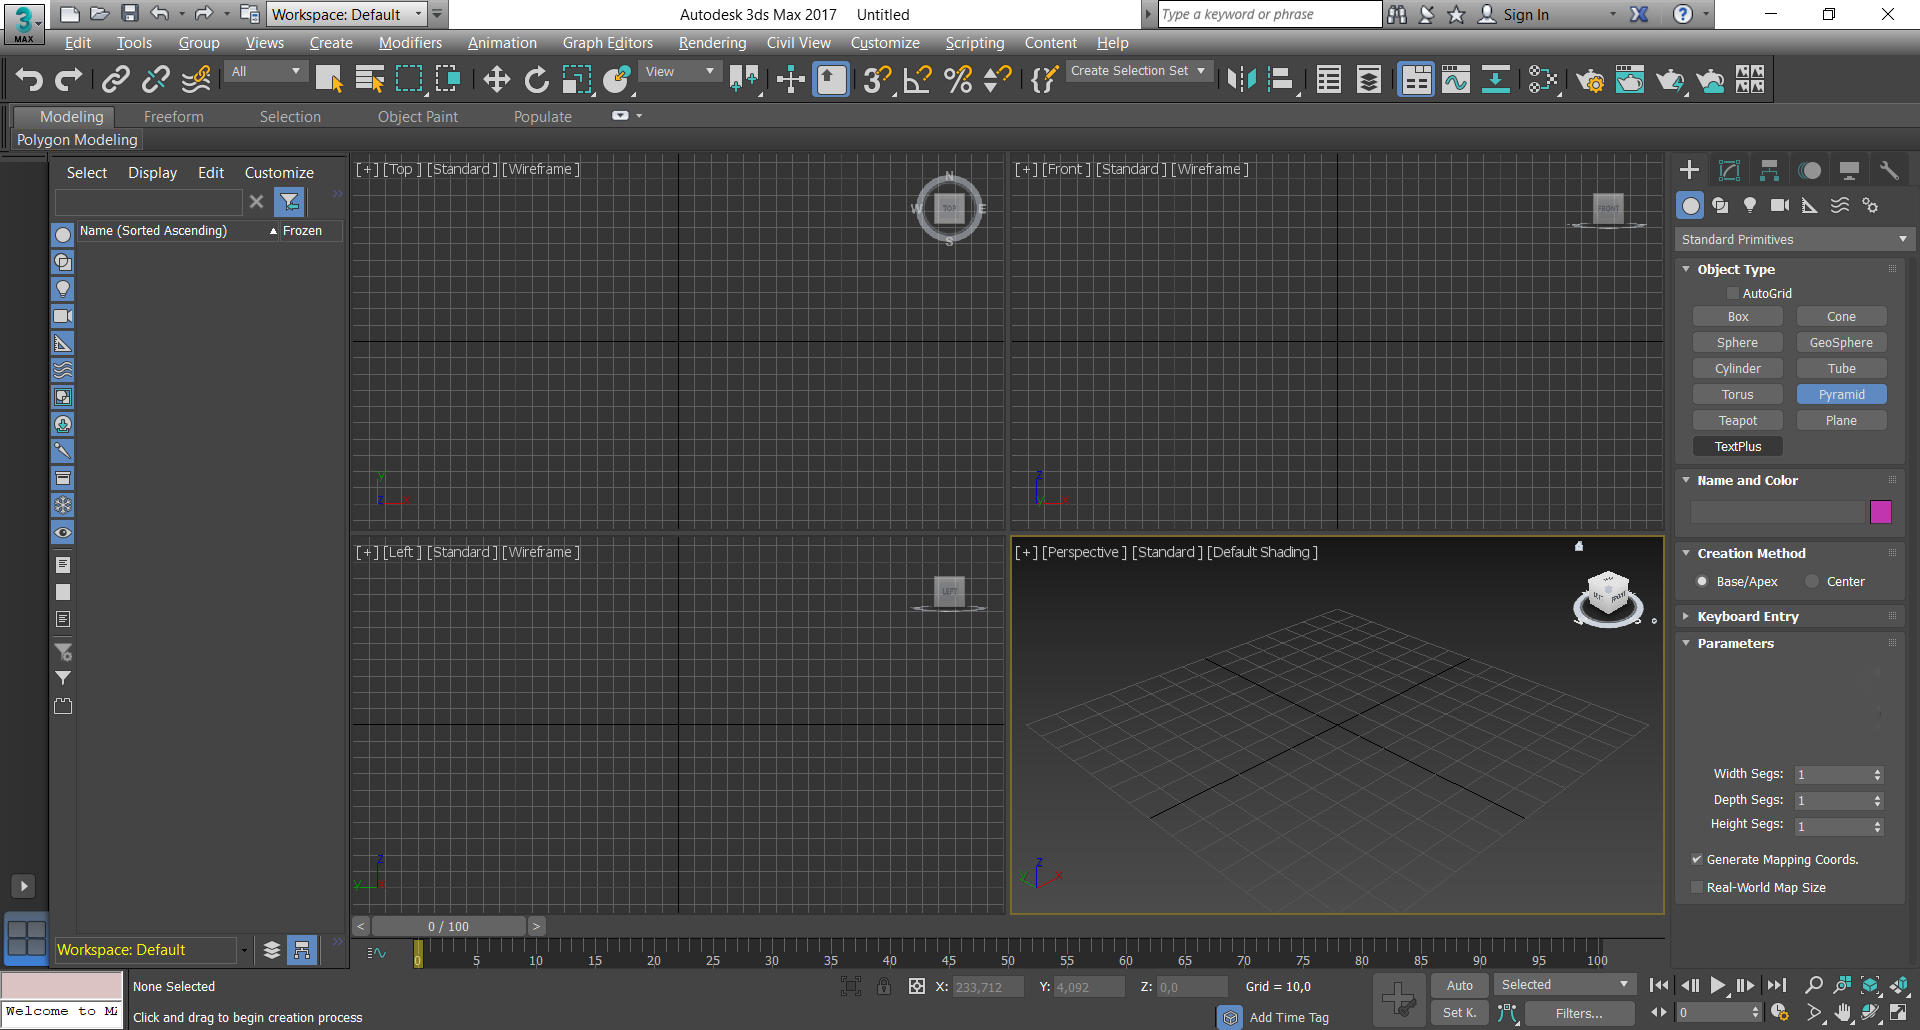 3
MAX
Workspace: Default
Autodesk 3ds Max 2017 Untitled
Type a keyword or phrase
Sign In
Edit Tools Group Views Create Modifiers Animation Graph Editors Rendering Civil View Customize Scripting Content Help
All
View
3
Create Selection Set
Modeling Freeform Selection Object Paint Populate
Polygon Modeling
Select Display Edit Customize
Name (Sorted Ascending) Frozen
[+] [Top ] [Standard ] [Wireframe ]
N
W TOP E
S
y
z x
[+] [Front ] [Standard ] [Wireframe ]
FRONT
z
y x
[+] [Left ] [Standard ] [Wireframe ]
LEFT
z
y x
[+] [Perspective ] [Standard ] [Default Shading ]
z
y x
Standard Primitives
Object Type
AutoGrid
Box Cone
Sphere GeoSphere
Cylinder Tube
Torus Pyramid
Teapot Plane
TextPlus
Name and Color
Creation Method
Base/Apex Center
Keyboard Entry
Parameters
Width Segs: 1
Depth Segs: 1
Height Segs: 1
Generate Mapping Coords.
Real-World Map Size
< 0 / 100 >
Workspace: Default
0 5 10 15 20 25 30 35 40 45 50 55 60 65 70 75 80 85 90 95 100
None Selected
X: 233,712 Y: 4,092 Z: 0,0 Grid = 10,0
Auto Selected
Welcome to
Click and drag to begin creation process
Add Time Tag
Set K. Filters... 0